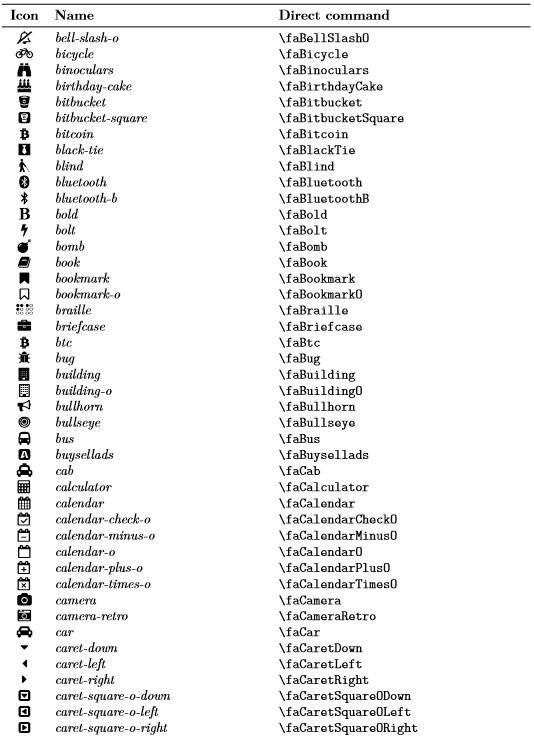 Icon Name Direct command
bell-slash-o \faBellSlashO
bicycle \faBicycle
binoculars \faBinoculars
birthday-cake \faBirthdayCake
bitbucket \faBitbucket
bitbucket-square \faBitbucketSquare
bitcoin \faBitcoin
black-tie \faBlackTie
blind \faBlind
bluetooth \faBluetooth
bluetooth-b \faBluetoothB
bold \faBold
bolt \faBolt
bomb \faBomb
book \faBook
bookmark \faBookmark
bookmark-o \faBookmarkO
braille \faBraille
briefcase \faBriefcase
btc \faBtc
bug \faBug
building \faBuilding
building-o \faBuildingO
bullhorn \faBullhorn
bullseye \faBullseye
bus \faBus
buysellads \faBuysellads
cab \faCab
calculator \faCalculator
calendar \faCalendar
calendar-check-o \faCalendarCheckO
calendar-minus-o \faCalendarMinusO
calendar-o \faCalendarO
calendar-plus-o \faCalendarPlusO
calendar-times-o \faCalendarTimesO
camera \faCamera
camera-retro \faCameraRetro
car \faCar
caret-down \faCaretDown
caret-left \faCaretLeft
caret-right \faCaretRight
caret-square-o-down \faCaretSquareODown
caret-square-o-left \faCaretSquareOLeft
caret-square-o-right \faCaretSquareORight